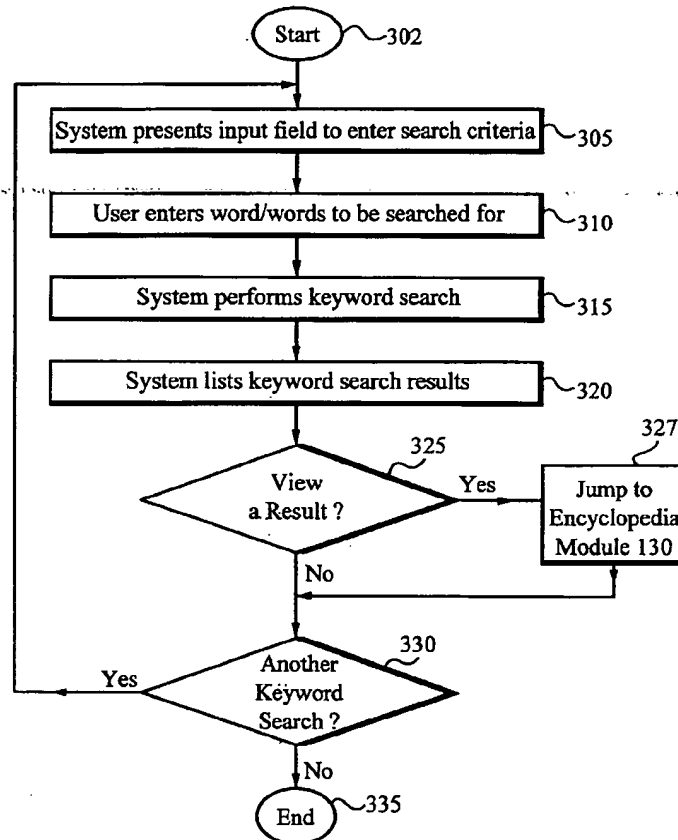 Start
302
System presents input field to enter search criteria
305
User enters word/words to be searched for
310
System performs keyword search
315
System lists keyword search results
320
325
View
a Result ?
Yes
327
Jump to
Encyclopedia
Module 130
No
330
Another
Keyword
Search ?
Yes
No
End
335